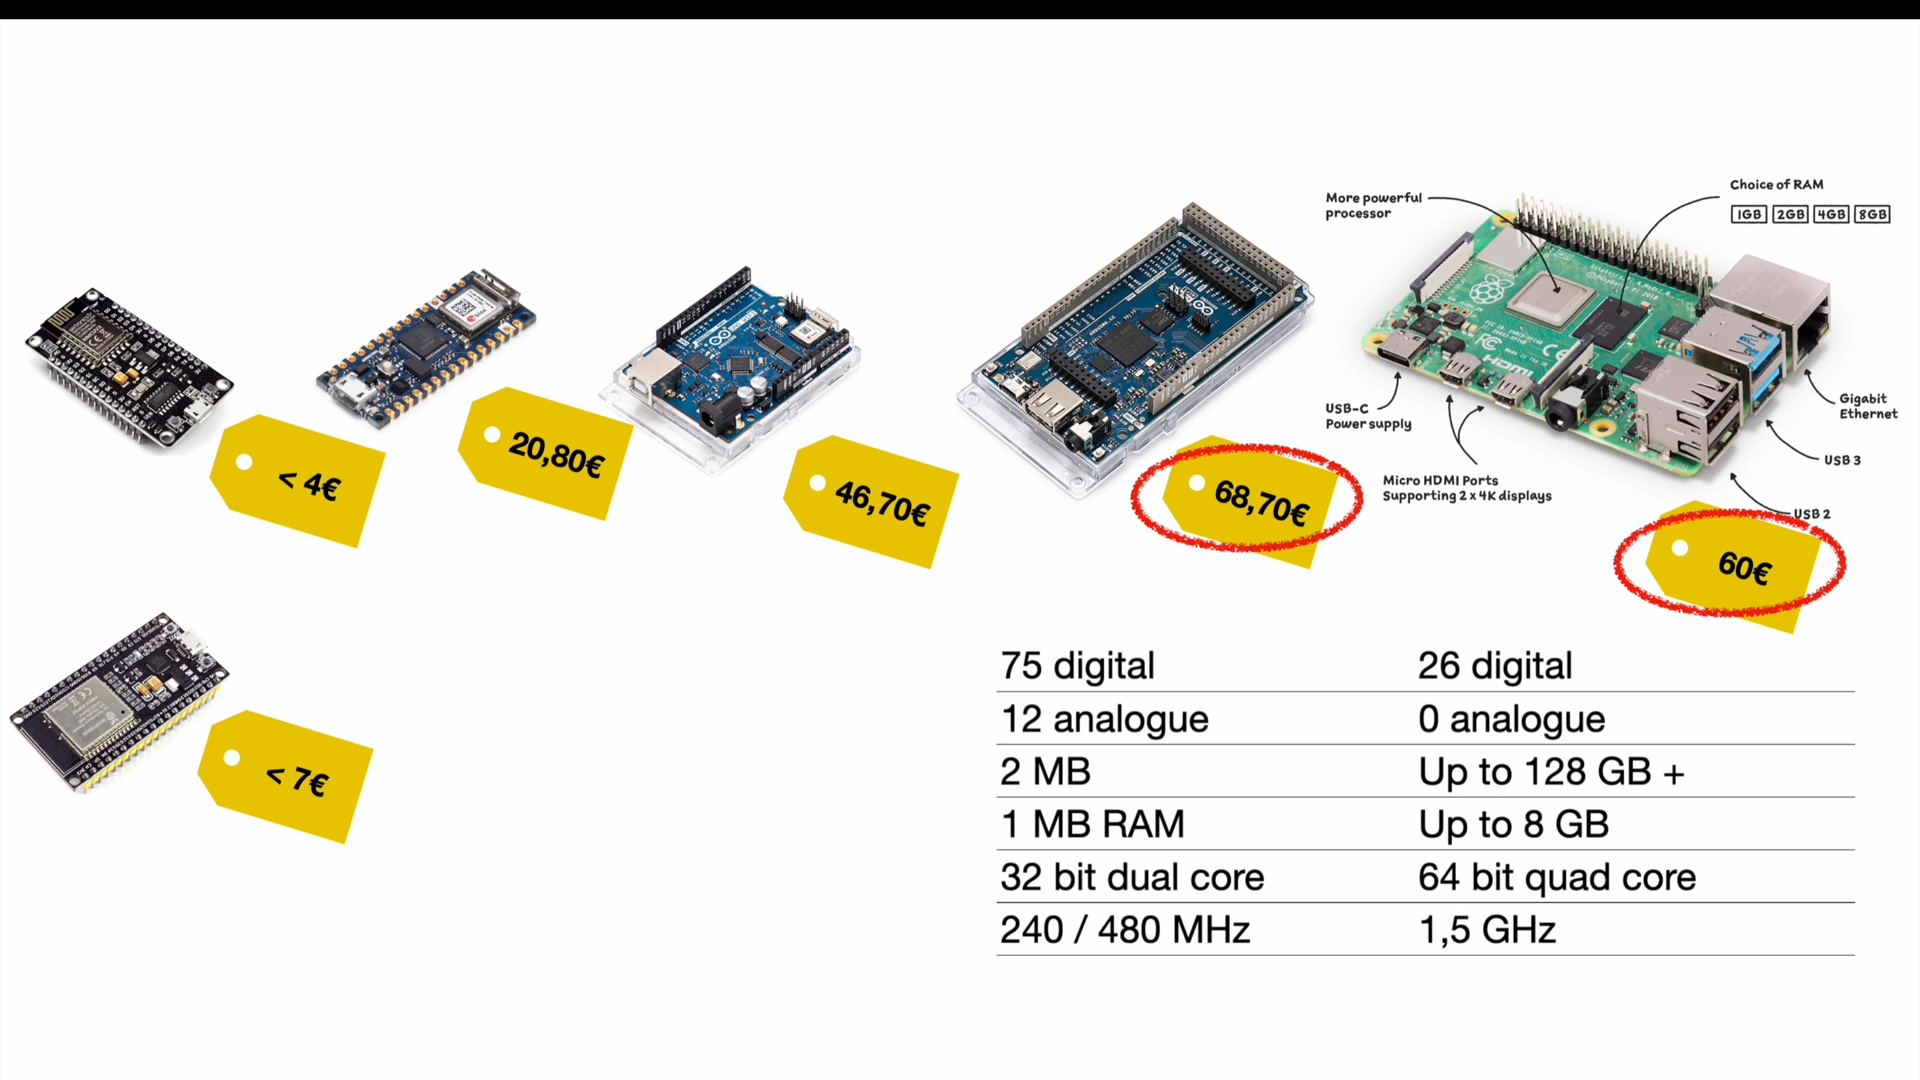 More powerful
processor
Choice of RAM
1GB 2GB 4GB 8GB
USB-C
Power supply
Micro HDMI Ports
Supporting 2 x 4K displays
Gigabit
Ethernet
USB 3
USB 2
HDMI
< 4€
20,80€
46,70€
68,70€
60€
< 7€
75 digital 26 digital
12 analogue 0 analogue
2 MB Up to 128 GB +
1 MB RAM Up to 8 GB
32 bit dual core 64 bit quad core
240 / 480 MHz 1,5 GHz